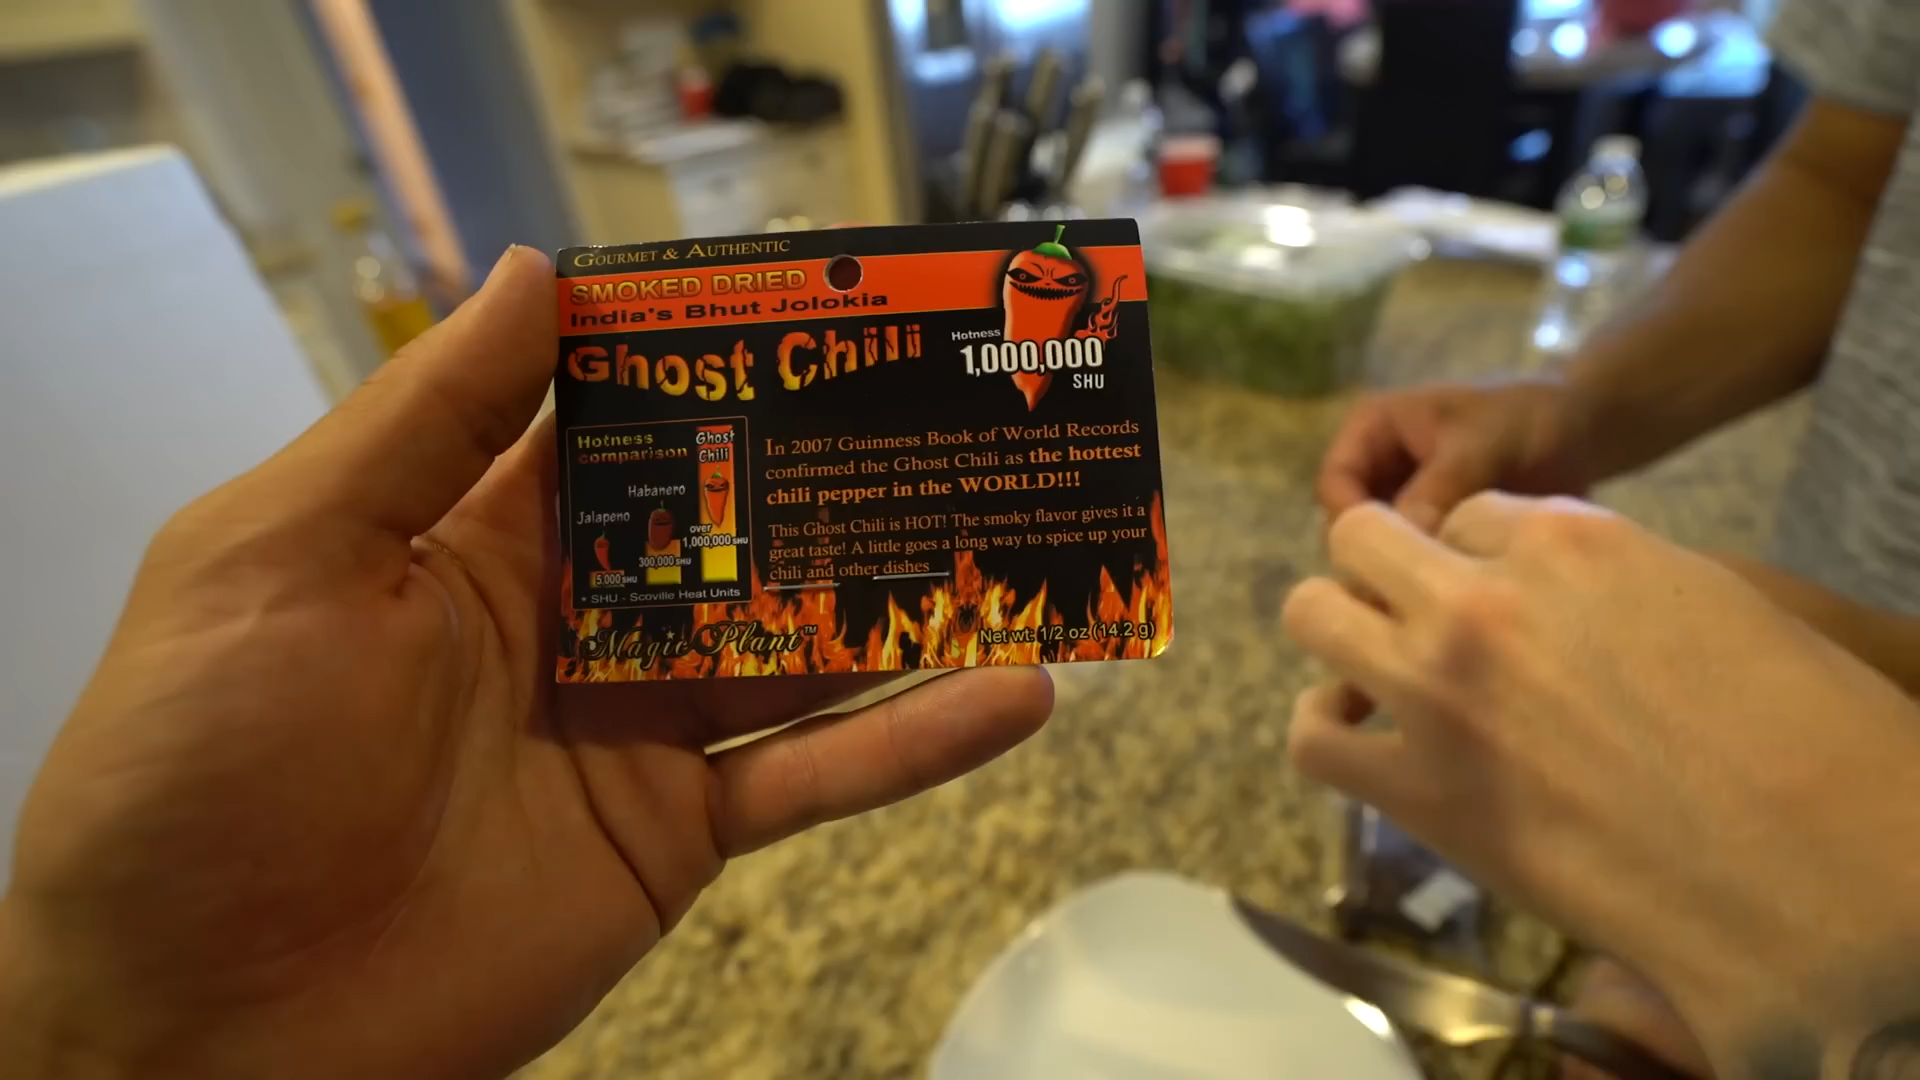 GOURMET & AUTHENTIC
SMOKED DRIED
India's Bhut Jolokia
Ghost Chili
Hotness
1,000,000
SHU
Hotness
comparison
Ghost
Chili
Habanero
Jalapeno
over
1,000,000 SHU
300,000 SHU
5,000 SHU
* SHU - Scoville Heat Units
In 2007 Guinness Book of World Records
confirmed the Ghost Chili as the hottest
chili pepper in the WORLD!!!
This Ghost Chili is HOT! The smoky flavor gives it a
great taste! A little goes a long way to spice up your
chili and other dishes
Magic Plant™
Net wt: 1/2 oz (14.2 g)